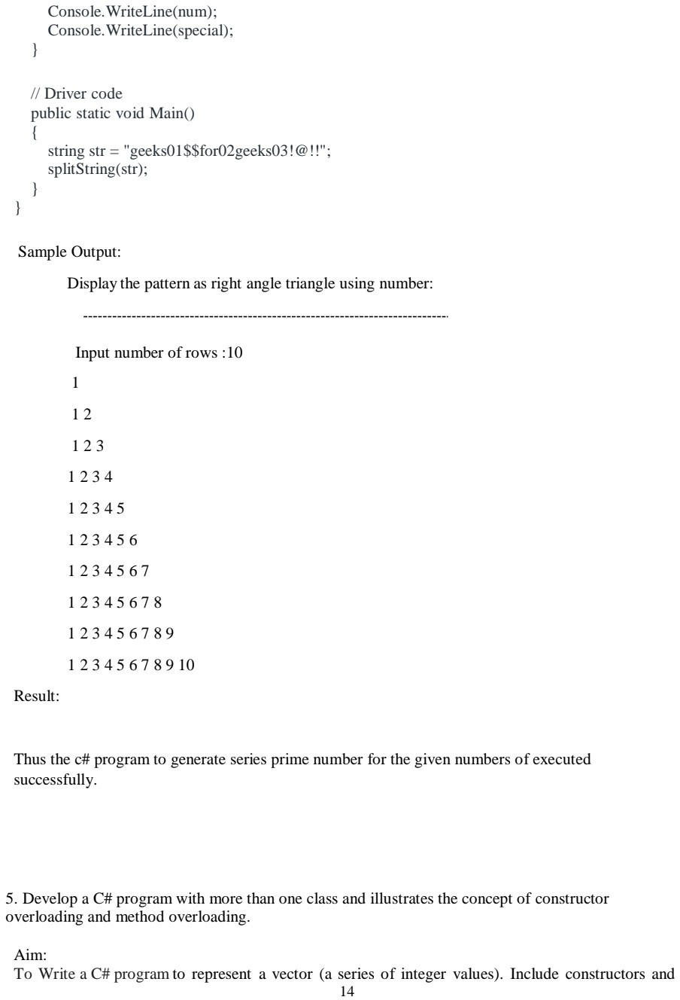 Console.WriteLine(num);
Console.WriteLine(special);
}
// Driver code
public static void Main()
{
string str = "geeks01$$for02geeks03!@!!";
splitString(str);
}
}
Sample Output:
Display the pattern as right angle triangle using number:
---------------------------------------------------------------------------
Input number of rows :10
1
1 2
1 2 3
1 2 3 4
1 2 3 4 5
1 2 3 4 5 6
1 2 3 4 5 6 7
1 2 3 4 5 6 7 8
1 2 3 4 5 6 7 8 9
1 2 3 4 5 6 7 8 9 10
Result:
Thus the c# program to generate series prime number for the given numbers of executed
successfully.
5. Develop a C# program with more than one class and illustrates the concept of constructor
overloading and method overloading.
Aim:
To Write a C# program to represent a vector (a series of integer values). Include constructors and
14